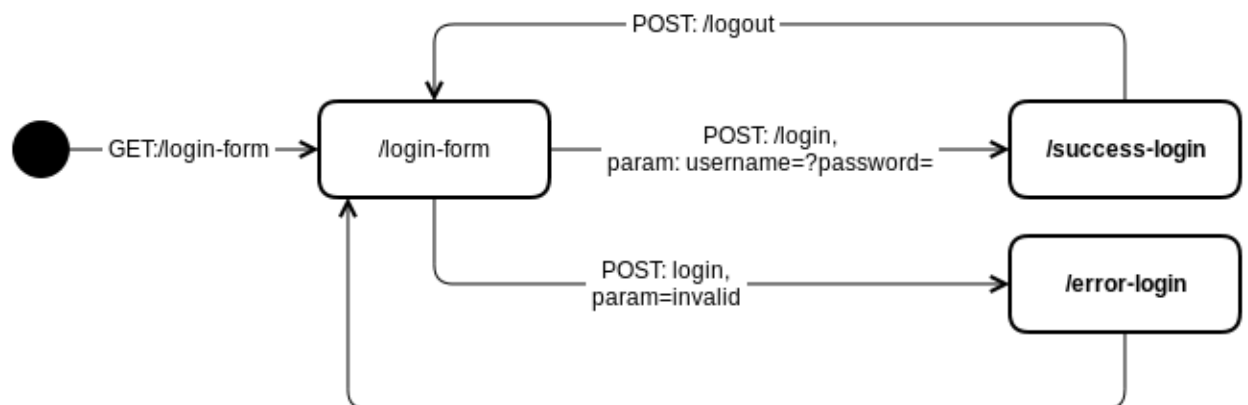 POST: /logout
GET:/login-form
/login-form
POST: /login,
param: username=?password=
/success-login
POST: login,
param=invalid
/error-login